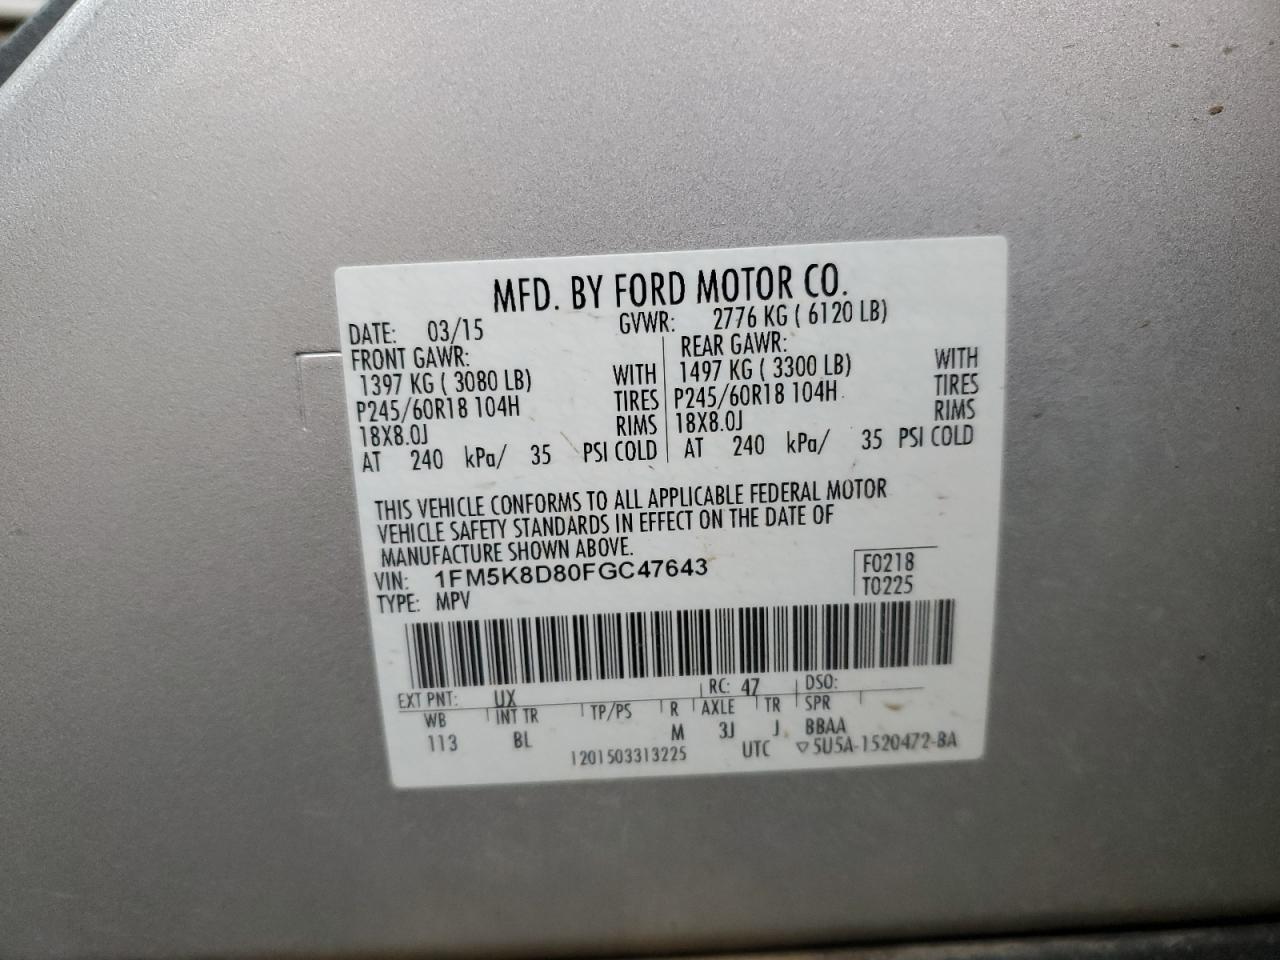 MFD. BY FORD MOTOR CO.
DATE: 03/15 GVWR: 2776 KG ( 6120 LB)
FRONT GAWR: REAR GAWR:
1397 KG ( 3080 LB) WITH 1497 KG ( 3300 LB) WITH
P245/60R18 104H TIRES P245/60R18 104H TIRES
18X8.0J RIMS 18X8.0J RIMS
AT 240 kPa/ 35 PSI COLD AT 240 kPa/ 35 PSI COLD
THIS VEHICLE CONFORMS TO ALL APPLICABLE FEDERAL MOTOR
VEHICLE SAFETY STANDARDS IN EFFECT ON THE DATE OF
MANUFACTURE SHOWN ABOVE.
VIN: 1FM5K8D80FGC47643 F0218
TYPE: MPV T0225
EXT PNT: UX RC: 47 DSO:
WB INT TR TP/PS R AXLE TR SPR
113 BL M 3J J BBAA
1201503313225 UTC ▽5U5A-1520472-BA